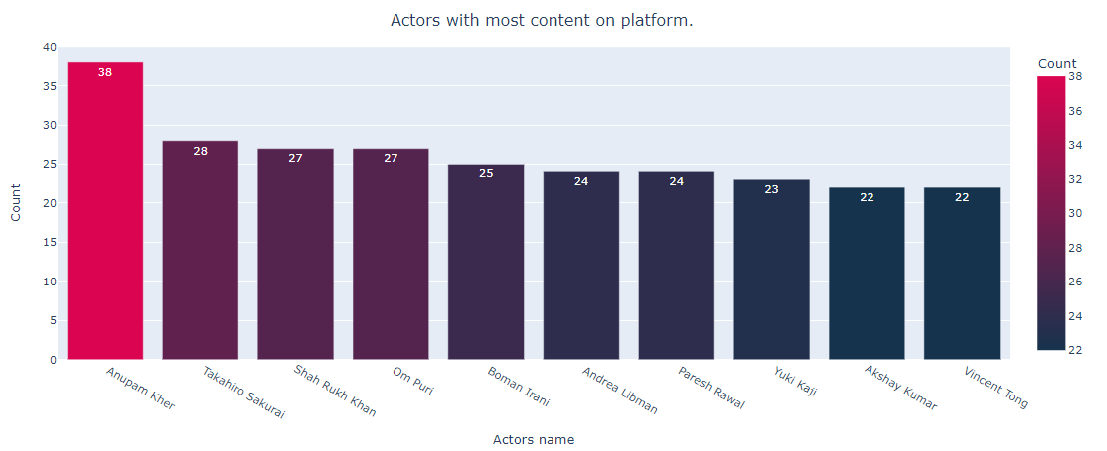 Actors with most content on platform.
Count
40
35
30
25
20
15
10
5
0
38
28
27
27
25
24
24
23
22
22
Anupam Kher
Takahiro Sakurai
Shah Rukh Khan
Om Puri
Boman Irani
Andrea Libman
Paresh Rawal
Yuki Kaji
Akshay Kumar
Vincent Tong
Actors name
Count
38
36
34
32
30
28
26
24
22